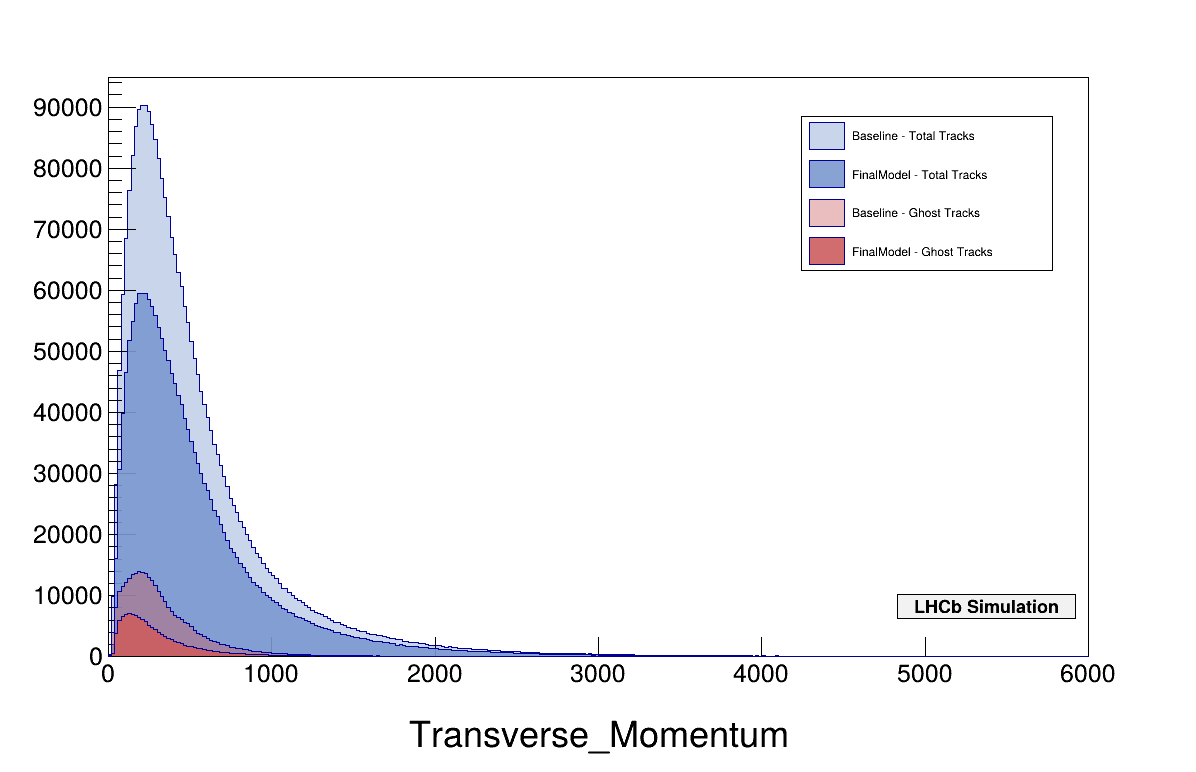 90000
80000
70000
60000
50000
40000
30000
20000
10000
0
0 1000 2000 3000 4000 5000 6000
Transverse_Momentum
Baseline - Total Tracks
FinalModel - Total Tracks
Baseline - Ghost Tracks
FinalModel - Ghost Tracks
LHCb Simulation